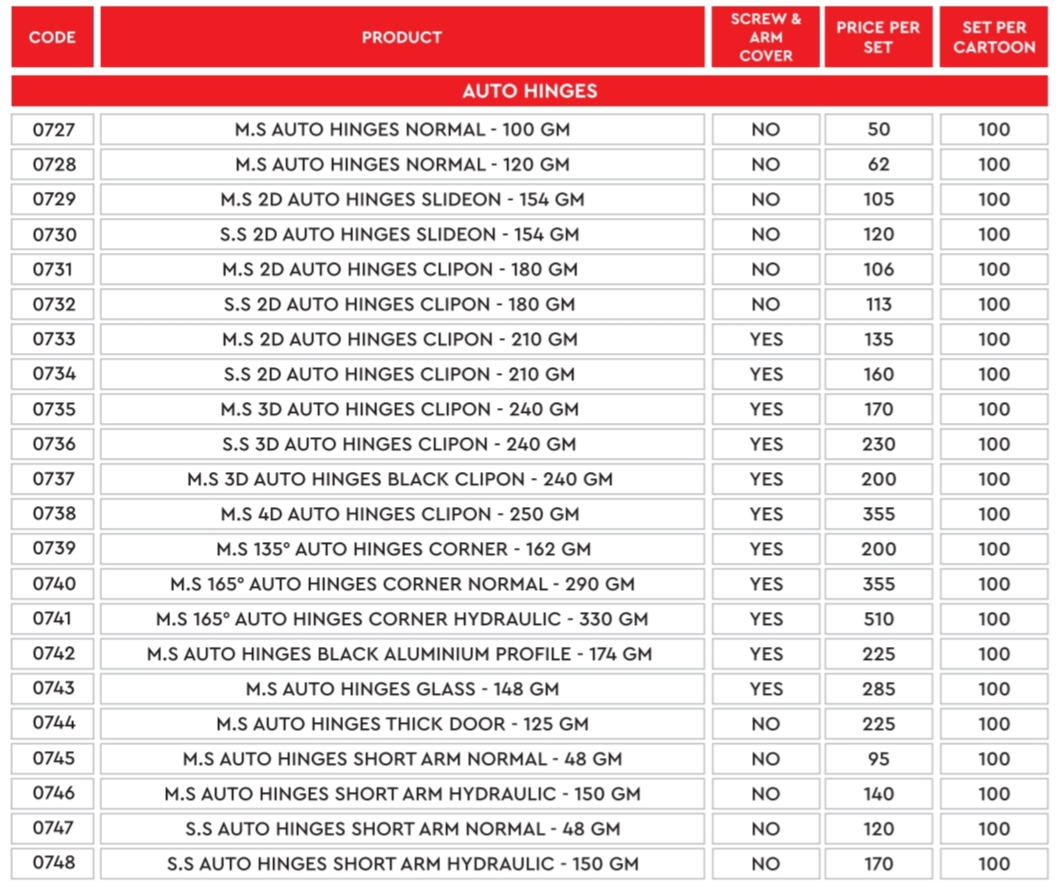 CODE PRODUCT SCREW & ARM COVER PRICE PER SET SET PER CARTOON
AUTO HINGES
0727 M.S AUTO HINGES NORMAL - 100 GM NO 50 100
0728 M.S AUTO HINGES NORMAL - 120 GM NO 62 100
0729 M.S 2D AUTO HINGES SLIDEON - 154 GM NO 105 100
0730 S.S 2D AUTO HINGES SLIDEON - 154 GM NO 120 100
0731 M.S 2D AUTO HINGES CLIPON - 180 GM NO 106 100
0732 S.S 2D AUTO HINGES CLIPON - 180 GM NO 113 100
0733 M.S 2D AUTO HINGES CLIPON - 210 GM YES 135 100
0734 S.S 2D AUTO HINGES CLIPON - 210 GM YES 160 100
0735 M.S 3D AUTO HINGES CLIPON - 240 GM YES 170 100
0736 S.S 3D AUTO HINGES CLIPON - 240 GM YES 230 100
0737 M.S 3D AUTO HINGES BLACK CLIPON - 240 GM YES 200 100
0738 M.S 4D AUTO HINGES CLIPON - 250 GM YES 355 100
0739 M.S 135° AUTO HINGES CORNER - 162 GM YES 200 100
0740 M.S 165° AUTO HINGES CORNER NORMAL - 290 GM YES 355 100
0741 M.S 165° AUTO HINGES CORNER HYDRAULIC - 330 GM YES 510 100
0742 M.S AUTO HINGES BLACK ALUMINIUM PROFILE - 174 GM YES 225 100
0743 M.S AUTO HINGES GLASS - 148 GM YES 285 100
0744 M.S AUTO HINGES THICK DOOR - 125 GM NO 225 100
0745 M.S AUTO HINGES SHORT ARM NORMAL - 48 GM NO 95 100
0746 M.S AUTO HINGES SHORT ARM HYDRAULIC - 150 GM NO 140 100
0747 S.S AUTO HINGES SHORT ARM NORMAL - 48 GM NO 120 100
0748 S.S AUTO HINGES SHORT ARM HYDRAULIC - 150 GM NO 170 100